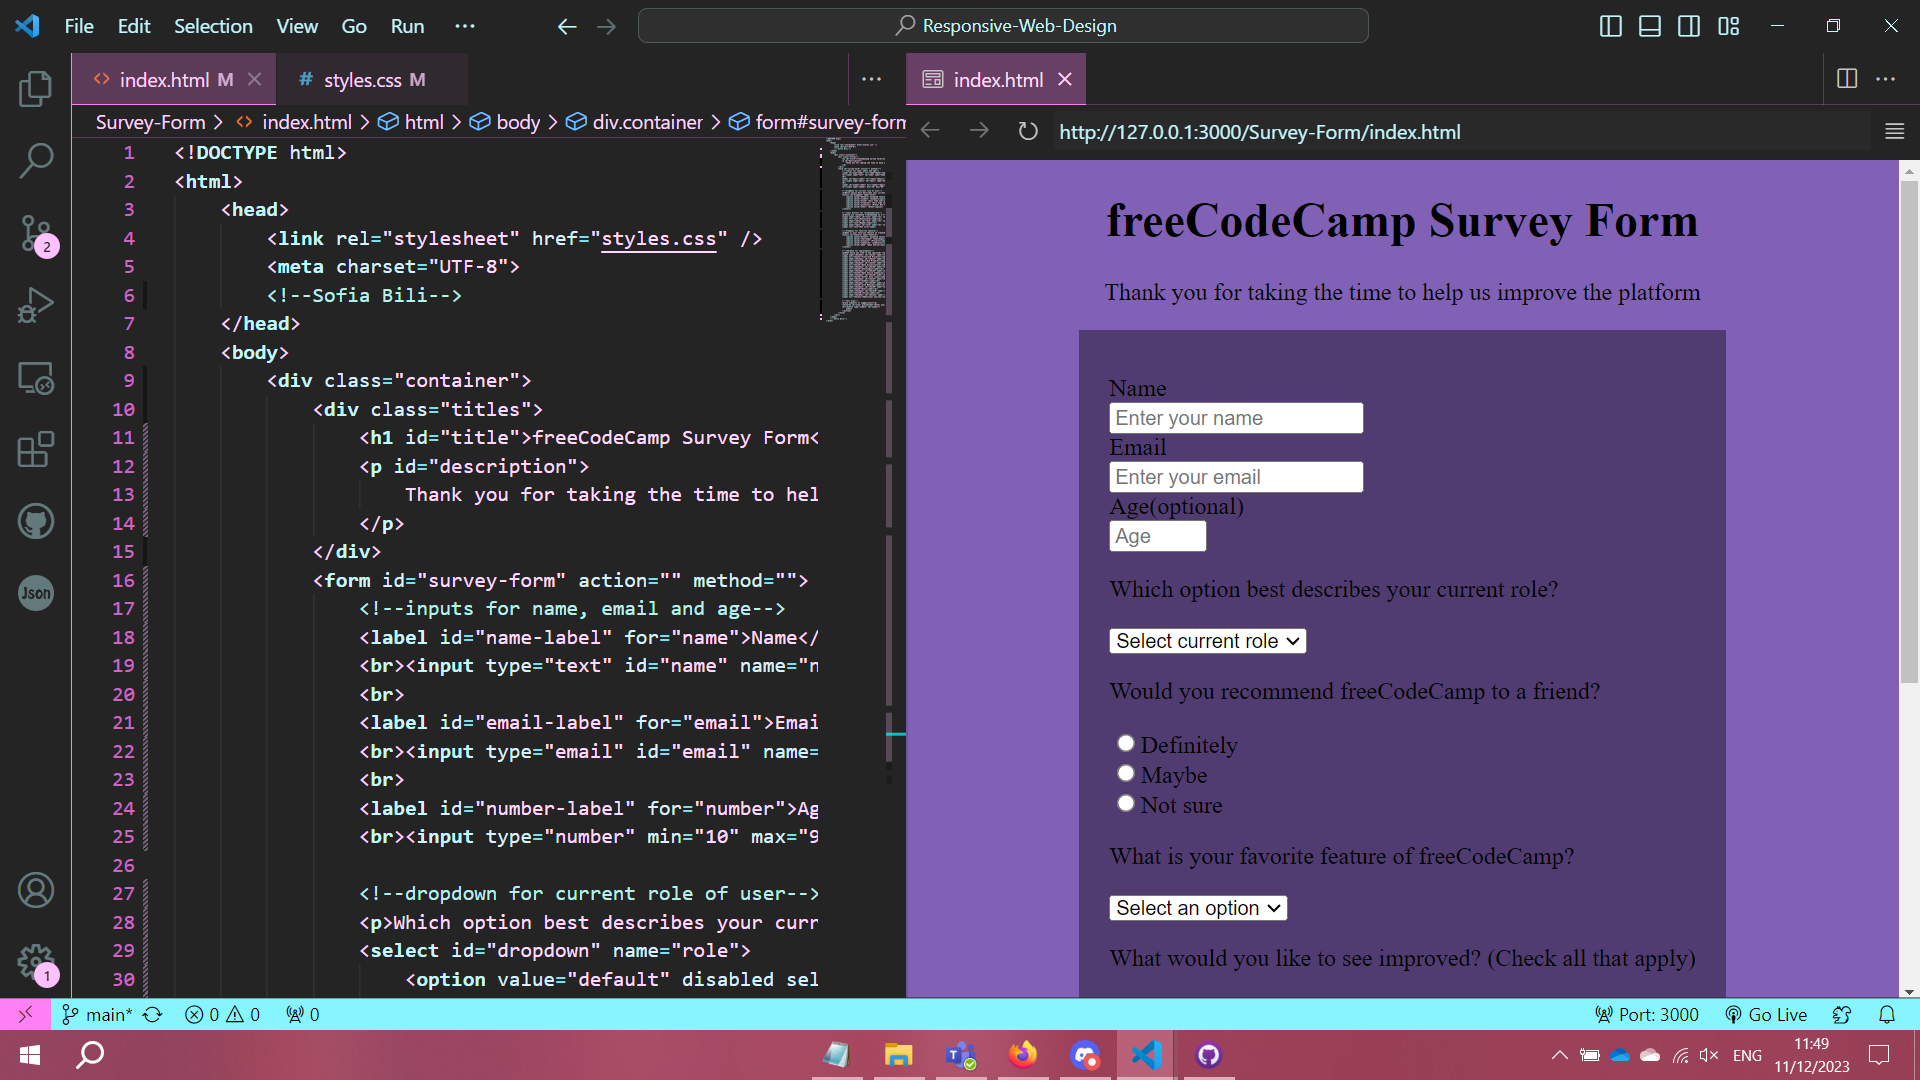 File Edit Selection View Go Run ···
Responsive-Web-Design
index.html M
# styles.css M
index.html
Survey-Form > index.html > html > body > div.container > form#survey-form
http://127.0.0.1:3000/Survey-Form/index.html
1 <!DOCTYPE html>
2 <html>
3 <head>
4 <link rel="stylesheet" href="styles.css" />
5 <meta charset="UTF-8">
6 <!--Sofia Bili-->
7 </head>
8 <body>
9 <div class="container">
10 <div class="titles">
11 <h1 id="title">freeCodeCamp Survey Form<
12 <p id="description">
13 Thank you for taking the time to hel
14 </p>
15 </div>
16 <form id="survey-form" action="" method="">
17 <!--inputs for name, email and age-->
18 <label id="name-label" for="name">Name</
19 <br><input type="text" id="name" name="n
20 <br>
21 <label id="email-label" for="email">Emai
22 <br><input type="email" id="email" name=
23 <br>
24 <label id="number-label" for="number">Ag
25 <br><input type="number" min="10" max="9
26
27 <!--dropdown for current role of user-->
28 <p>Which option best describes your curr
29 <select id="dropdown" name="role">
30 <option value="default" disabled sel
freeCodeCamp Survey Form
Thank you for taking the time to help us improve the platform
Name
Enter your name
Email
Enter your email
Age(optional)
Age
Which option best describes your current role?
Select current role
Would you recommend freeCodeCamp to a friend?
Definitely
Maybe
Not sure
What is your favorite feature of freeCodeCamp?
Select an option
What would you like to see improved? (Check all that apply)
2
Json
1
main* 0 0 0
Port: 3000 Go Live
ENG
11:49
11/12/2023